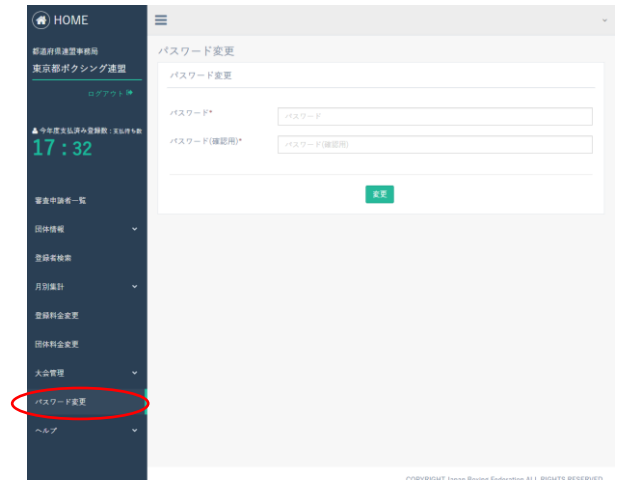 HOME
都道府県連盟事務局
東京都ボクシング連盟
ログアウト
今年度支払済み登録数：支払待ち数
17：32
審査申請者一覧
団体情報
登録者検索
月別集計
登録料金変更
団体料金変更
大会管理
パスワード変更
ヘルプ
パスワード変更
パスワード変更
パスワード*
パスワード
パスワード(確認用)*
パスワード(確認用)
変更
COPYRIGHT Japan Boxing Federation ALL RIGHTS RESERVED